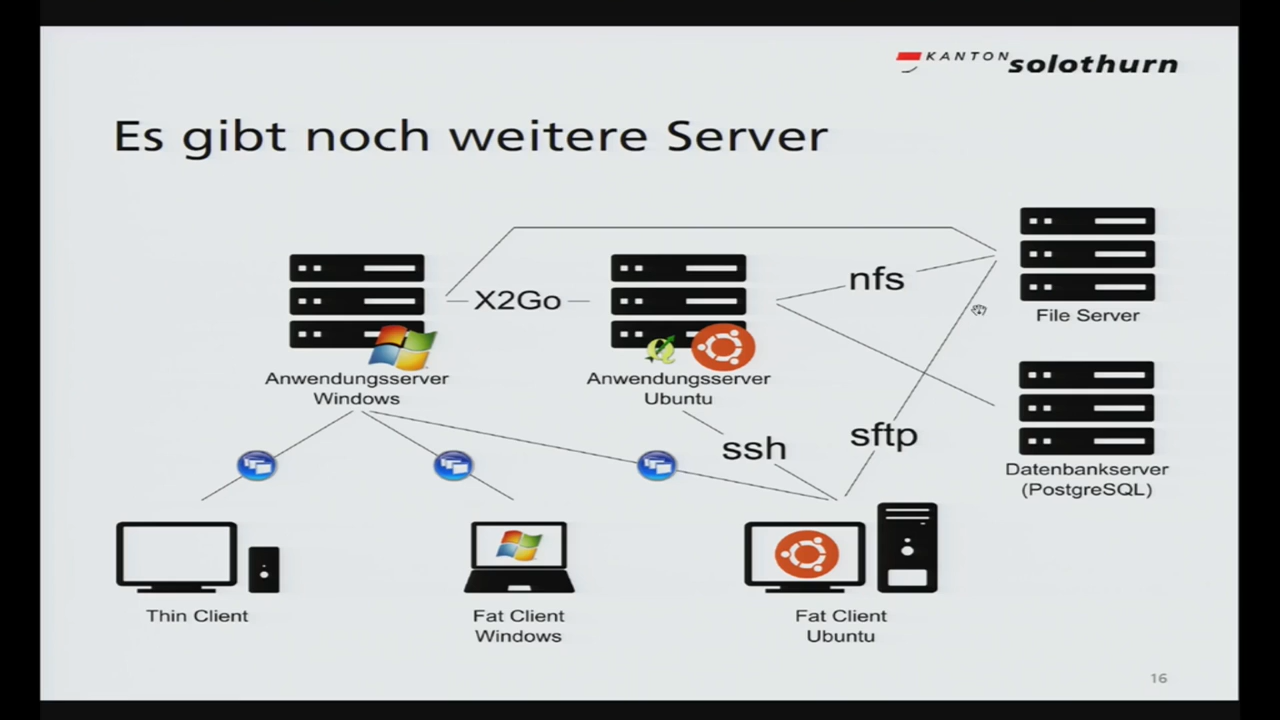 KANTON solothurn
Es gibt noch weitere Server
nfs
X2Go
File Server
Anwendungsserver
Windows
Anwendungsserver
Ubuntu
ssh
sftp
Datenbankserver
(PostgreSQL)
Thin Client
Fat Client
Windows
Fat Client
Ubuntu
16